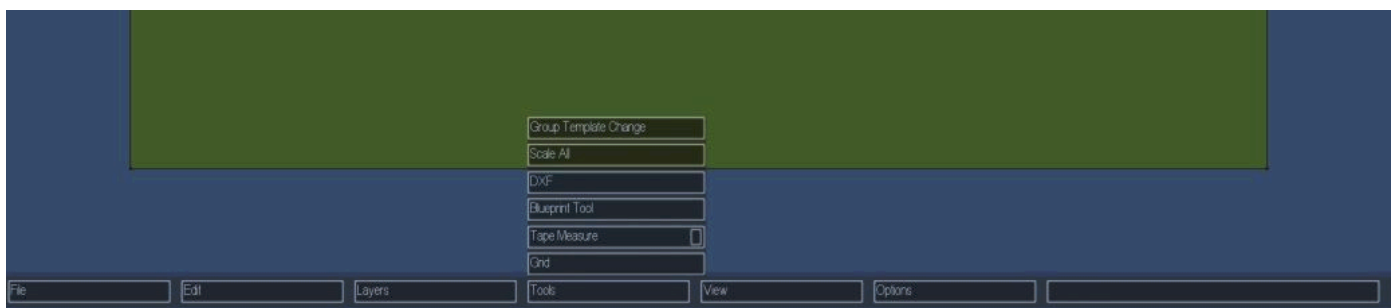 Group Template Change
Scale All
DXF
Blueprint Tool
Tape Measure
Grid
File Edit Layers Tools View Options